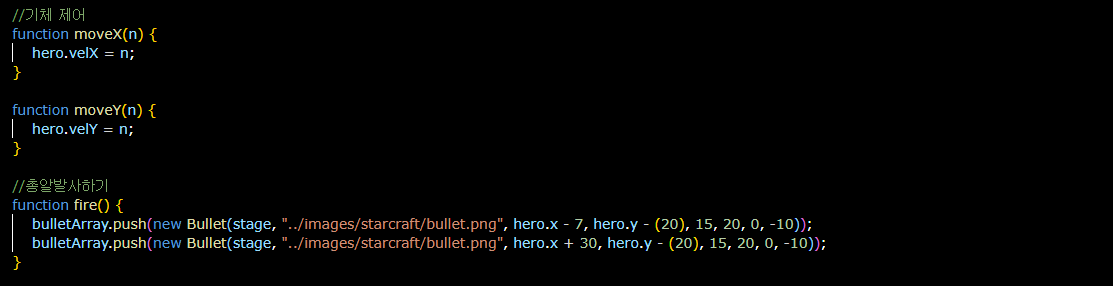 //기체 제어
function moveX(n) {
hero.velX = n;
}
function moveY(n) {
hero.velY = n;
}
//총알발사하기
function fire() {
bulletArray.push(new Bullet(stage, "../images/starcraft/bullet.png", hero.x - 7, hero.y - (20), 15, 20, 0, -10));
bulletArray.push(new Bullet(stage, "../images/starcraft/bullet.png", hero.x + 30, hero.y - (20), 15, 20, 0, -10));
}